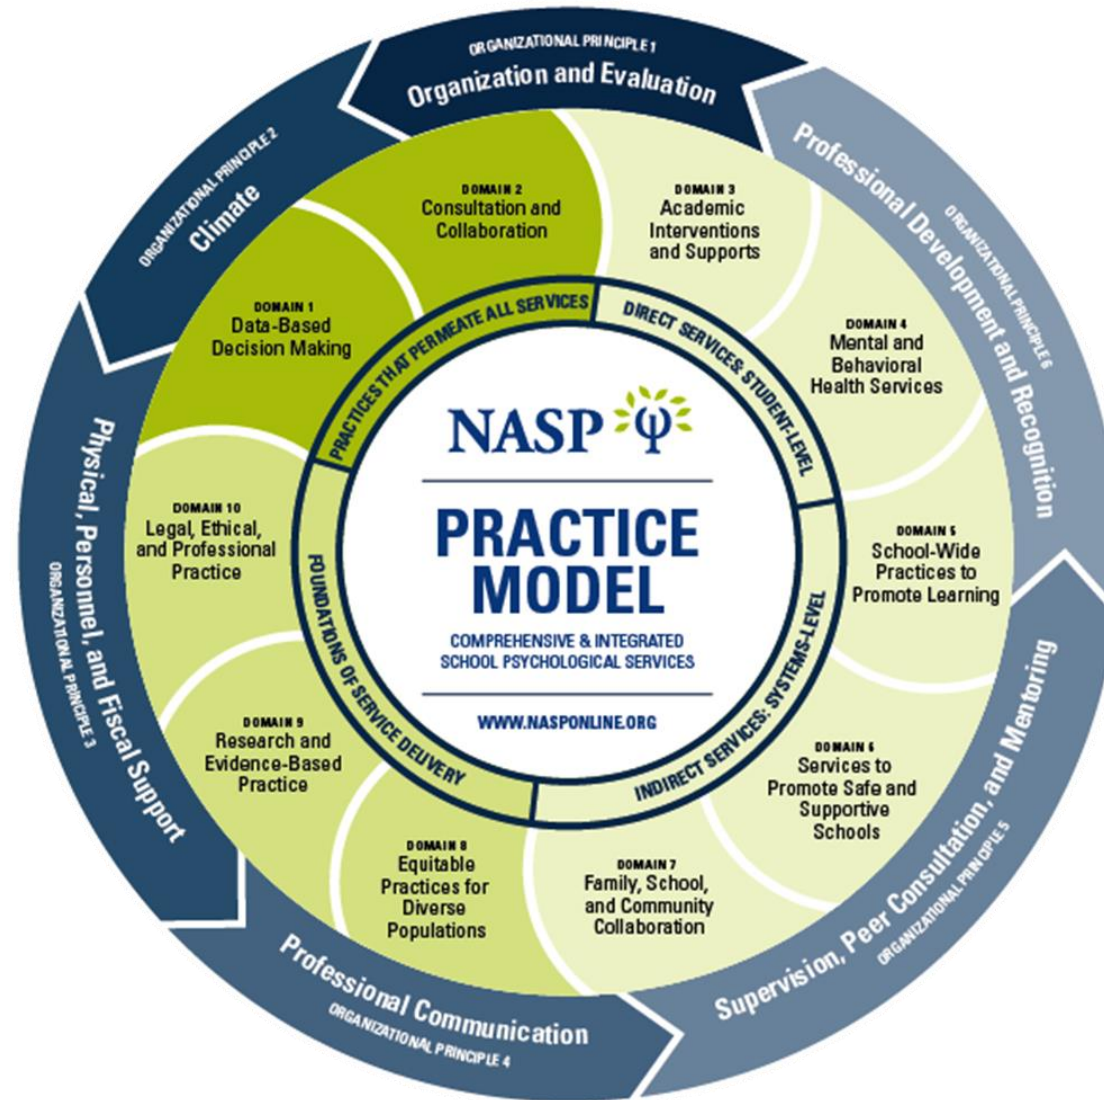 ORGANIZATIONAL PRINCIPLE 1
Organization and Evaluation
ORGANIZATIONAL PRINCIPLE 2
Climate
Physical, Personnel, and Fiscal Support
ORGANIZATIONAL PRINCIPLE 3
Professional Communication
ORGANIZATIONAL PRINCIPLE 4
Supervision, Peer Consultation, and Mentoring
ORGANIZATIONAL PRINCIPLE 5
Professional Development and Recognition
ORGANIZATIONAL PRINCIPLE 6
DOMAIN 1
Data-Based
Decision Making
DOMAIN 2
Consultation and
Collaboration
DOMAIN 3
Academic
Interventions
and Supports
DOMAIN 4
Mental and
Behavioral
Health Services
DOMAIN 5
School-Wide
Practices to
Promote Learning
DOMAIN 6
Services to
Promote Safe and
Supportive
Schools
DOMAIN 7
Family, School,
and Community
Collaboration
DOMAIN 8
Equitable
Practices for
Diverse
Populations
DOMAIN 9
Research and
Evidence-Based
Practice
DOMAIN 10
Legal, Ethical,
and Professional
Practice
PRACTICES THAT PERMEATE ALL SERVICES
DIRECT SERVICES: STUDENT-LEVEL
INDIRECT SERVICES: SYSTEMS-LEVEL
FOUNDATIONS OF SERVICE DELIVERY
NASP
PRACTICE
MODEL
COMPREHENSIVE & INTEGRATED
SCHOOL PSYCHOLOGICAL SERVICES
WWW.NASPONLINE.ORG